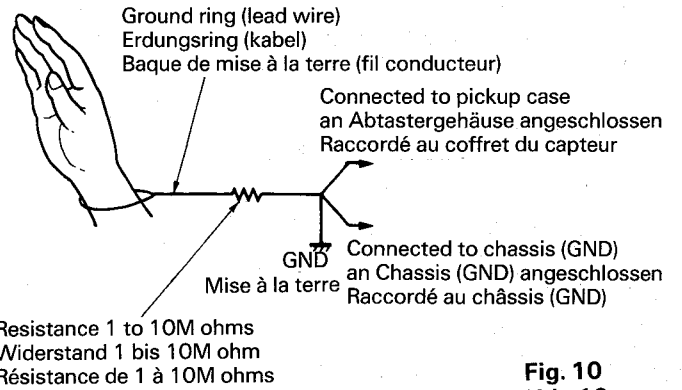 Ground ring (lead wire)
Erdungsring (kabel)
Baque de mise à la terre (fil conducteur)
Connected to pickup case
an Abtastergehäuse angeschlossen
Raccordé au coffret du capteur
GND
Mise à la terre
Connected to chassis (GND)
an Chassis (GND) angeschlossen
Raccordé au châssis (GND)
Resistance 1 to 10M ohms
Widerstand 1 bis 10M ohm
Résistance de 1 à 10M ohms
Fig. 10